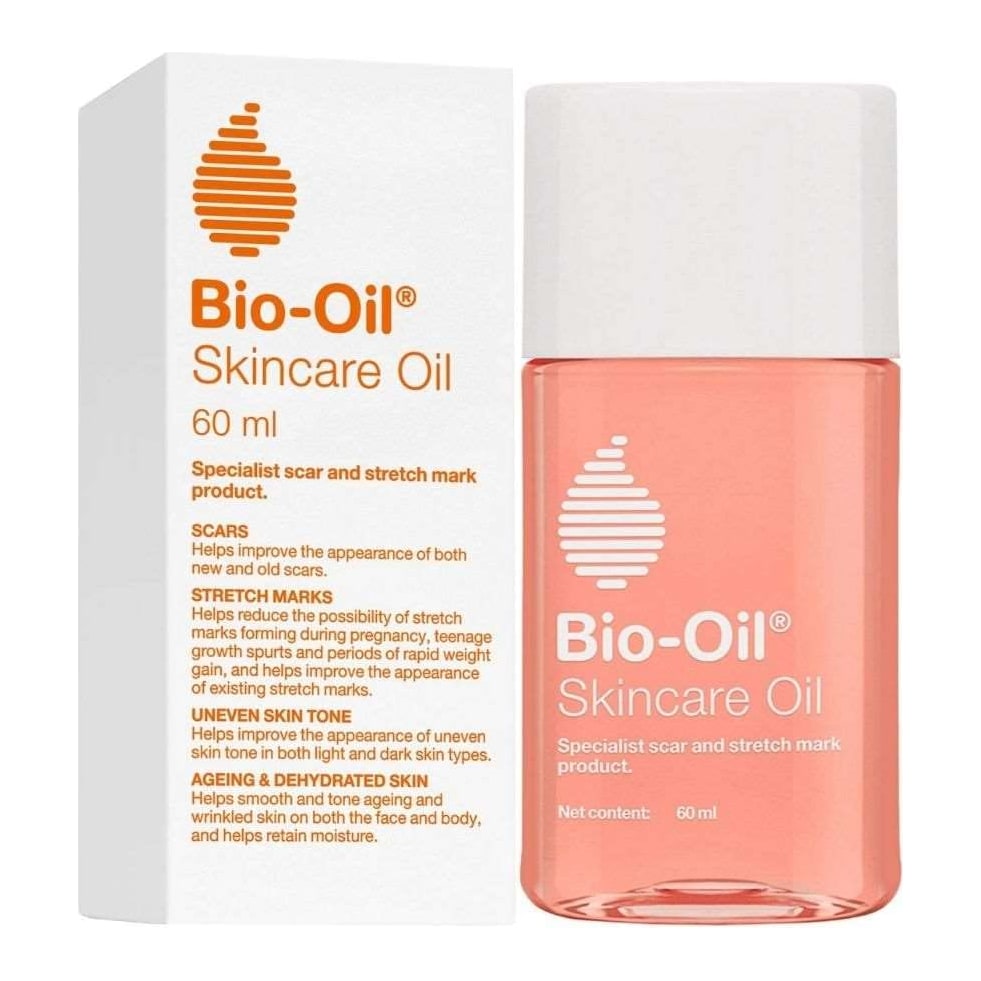 Bio-Oil®
Skincare Oil
60 ml
Specialist scar and stretch mark
product.
SCARS
Helps improve the appearance of both
new and old scars.
STRETCH MARKS
Helps reduce the possibility of stretch
marks forming during pregnancy, teenage
growth spurts and periods of rapid weight
gain, and helps improve the appearance
of existing stretch marks.
UNEVEN SKIN TONE
Helps improve the appearance of uneven
skin tone in both light and dark skin types.
AGEING & DEHYDRATED SKIN
Helps smooth and tone ageing and
wrinkled skin on both the face and body,
and helps retain moisture.
Bio-Oil®
Skincare Oil
Specialist scar and stretch mark
product.
Net content: 60 ml